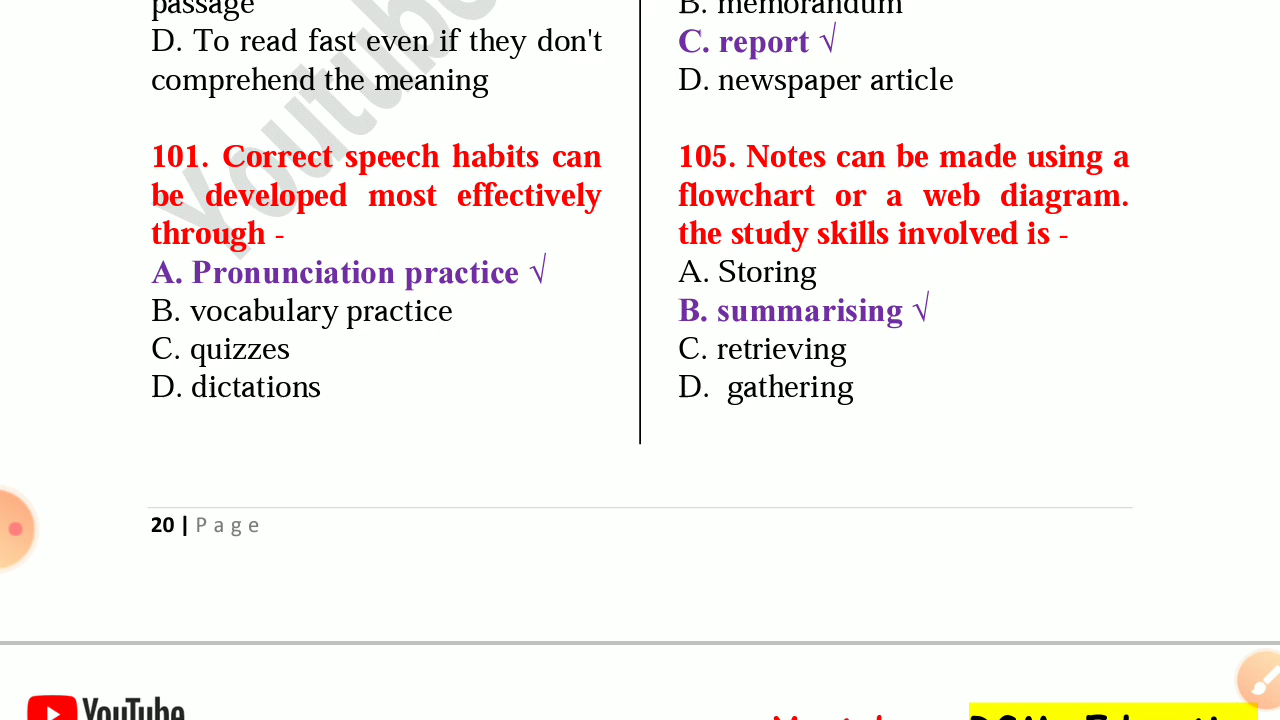 passage
D. To read fast even if they don't
comprehend the meaning
101. Correct speech habits can
be developed most effectively
through -
A. Pronunciation practice √
B. vocabulary practice
C. quizzes
D. dictations
B. memorandum
C. report √
D. newspaper article
105. Notes can be made using a
flowchart or a web diagram.
the study skills involved is -
A. Storing
B. summarising √
C. retrieving
D. gathering
20 | Page
Youtube
YouTube